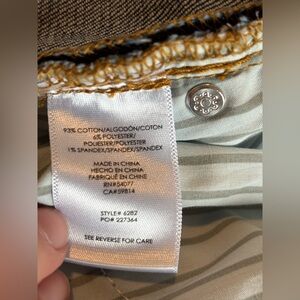 93% COTTON/ALGODÓN/COTON
6% POLYESTER/
POLIESTER/POLYESTER
1% SPANDEX/SPANDEX/SPANDEX
MADE IN CHINA
HECHO EN CHINA
FABRIQUÉ EN CHINE
RN#54077
CA#59814
STYLE# 6282
PO# 227364
SEE REVERSE FOR CARE